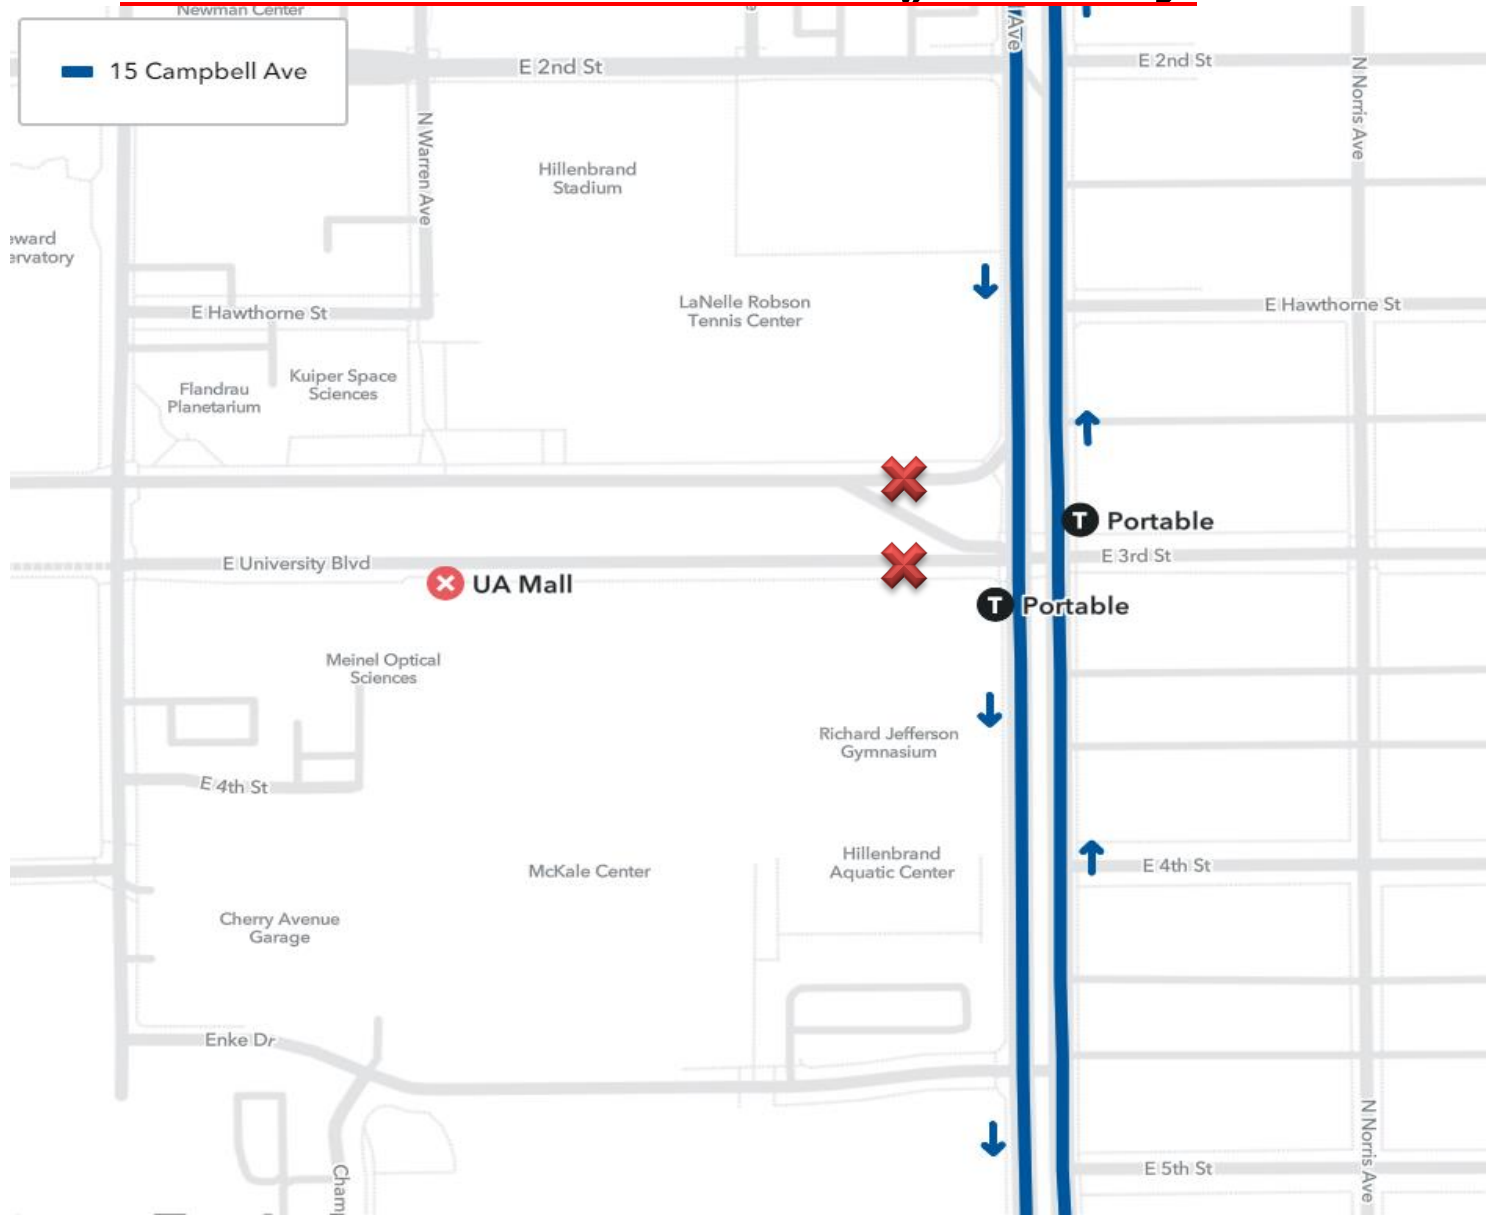 Newman Center
Ave
15 Campbell Ave
E 2nd St
E 2nd St
N Norris Ave
N Warren Ave
Hillenbrand
Stadium
eward
ervatory
LaNelle Robson
Tennis Center
E Hawthorne St
E Hawthorne St
Kuiper Space
Sciences
Flandrau
Planetarium
T Portable
E 3rd St
E University Blvd
UA Mall
T Portable
Meinel Optical
Sciences
Richard Jefferson
Gymnasium
E 4th St
Hillenbrand
Aquatic Center
McKale Center
E 4th St
Cherry Avenue
Garage
Enke Dr
N Norris Ave
E 5th St
Champ